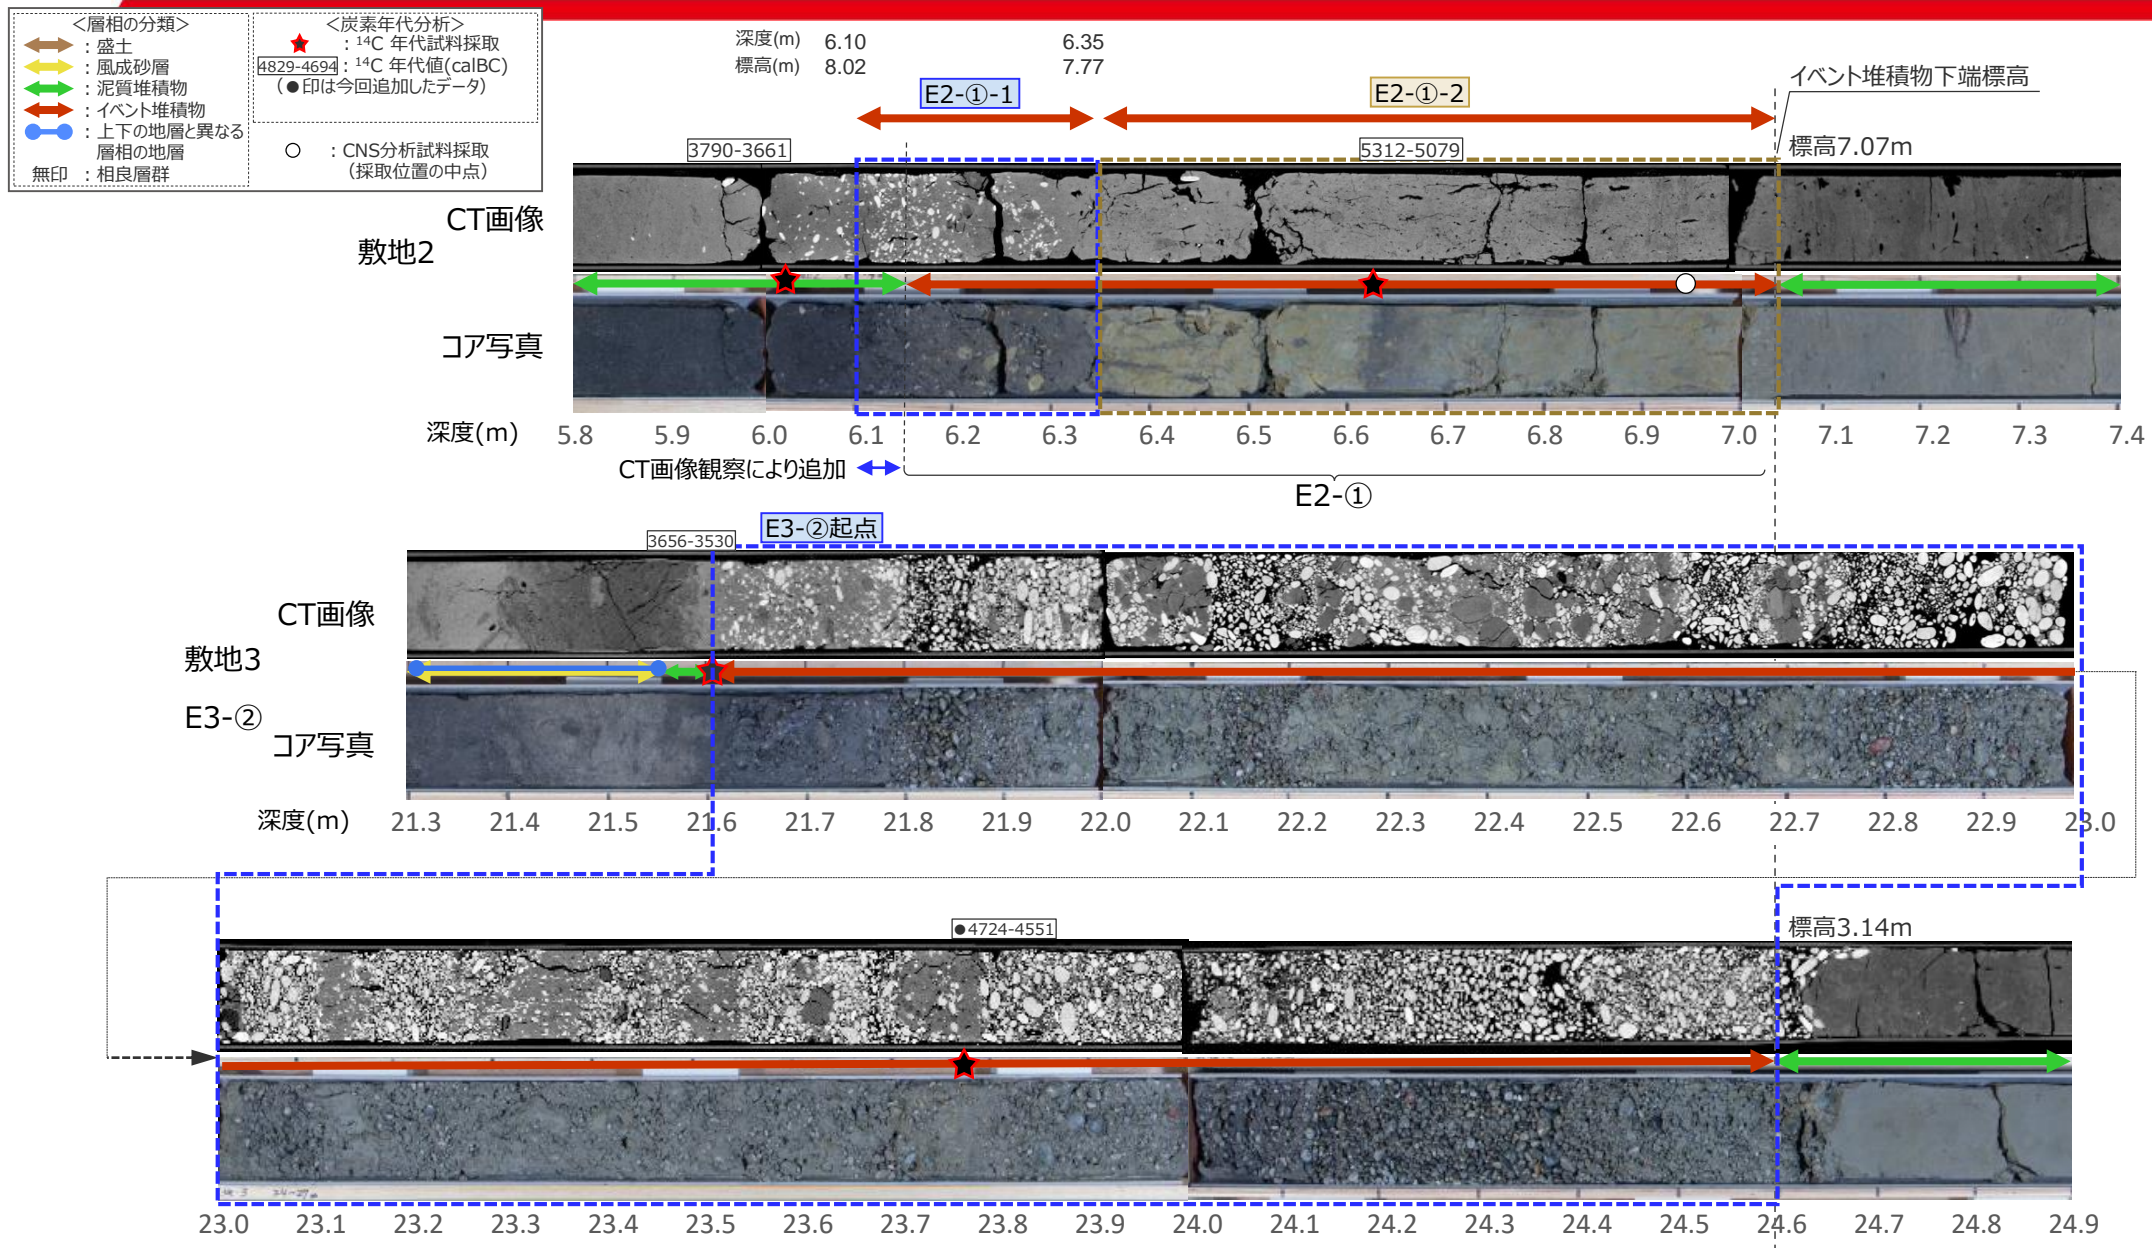 ＜層相の分類＞
：盛土
：風成砂層
：泥質堆積物
：イベント堆積物
：上下の地層と異なる
層相の地層
無印 ：相良層群
＜炭素年代分析＞
：14C 年代試料採取
4829-4694：14C 年代値(calBC)
（●印は今回追加したデータ）
：CNS分析試料採取
（採取位置の中点）
深度(m) 6.10 6.35
標高(m) 8.02 7.77
E2-①-1 E2-①-2
イベント堆積物下端標高
標高7.07m
3790-3661 5312-5079
CT画像
敷地2
コア写真
深度(m) 5.8 5.9 6.0 6.1 6.2 6.3 6.4 6.5 6.6 6.7 6.8 6.9 7.0 7.1 7.2 7.3 7.4
CT画像観察により追加
E2-①
E3-②起点
3656-3530
CT画像
敷地3
E3-②
コア写真
深度(m) 21.3 21.4 21.5 21.6 21.7 21.8 21.9 22.0 22.1 22.2 22.3 22.4 22.5 22.6 22.7 22.8 22.9 23.0
●4724-4551
標高3.14m
23.0 23.1 23.2 23.3 23.4 23.5 23.6 23.7 23.8 23.9 24.0 24.1 24.2 24.3 24.4 24.5 24.6 24.7 24.8 24.9